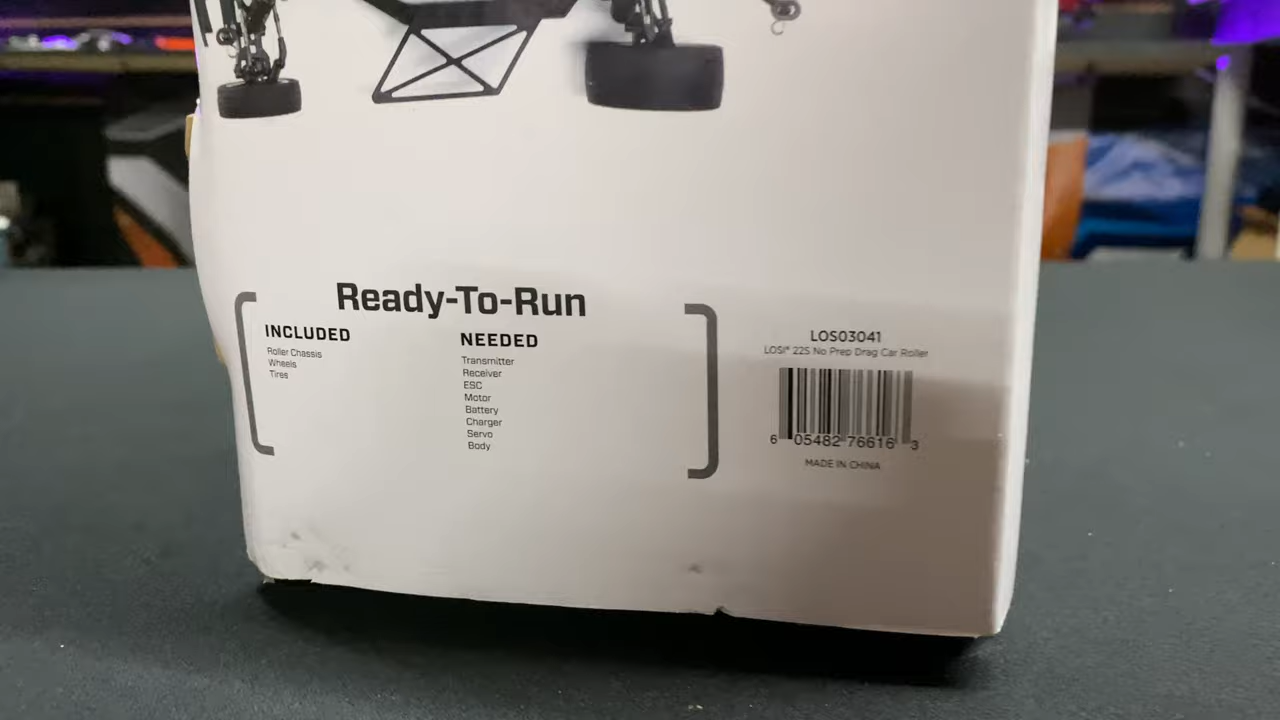 Ready-To-Run
INCLUDED
Roller Chassis
Wheels
Tires
NEEDED
Transmitter
Receiver
ESC
Motor
Battery
Charger
Servo
Body
LOS03041
LOSI® 22S No Prep Drag Car Roller
6 05482 76616 3
MADE IN CHINA